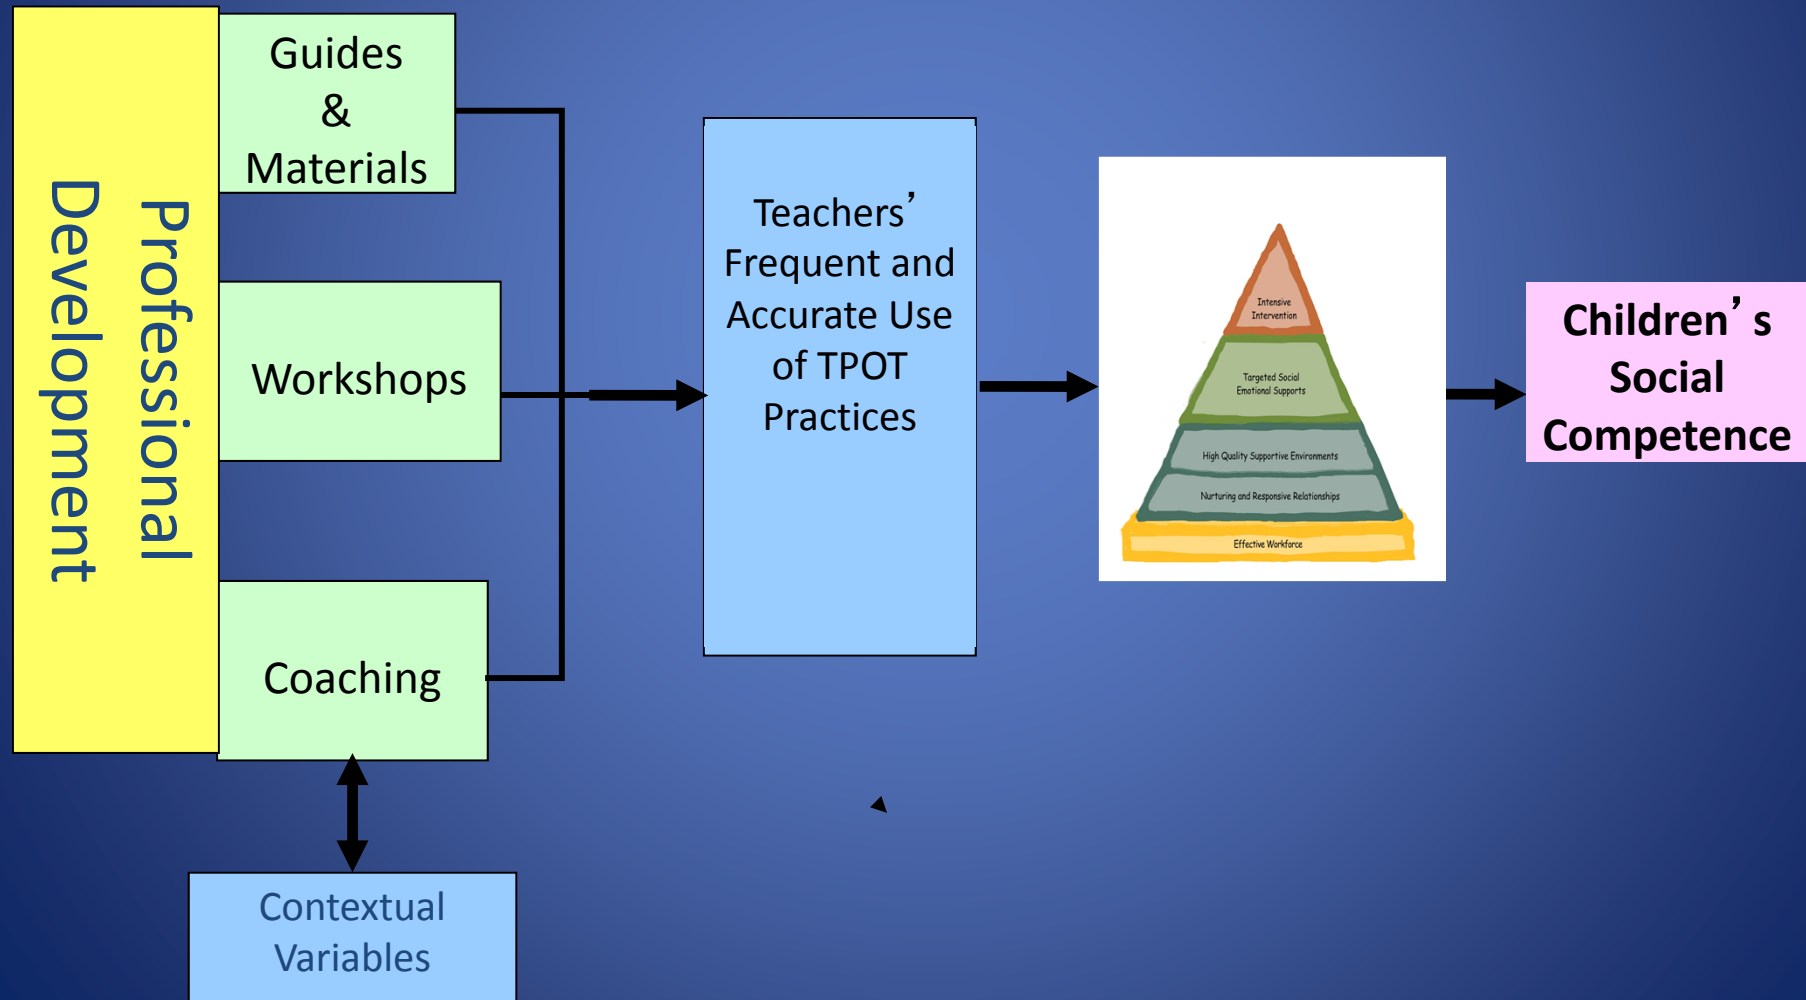 Professional
Development
Guides
&
Materials
Workshops
Coaching
Contextual
Variables
Teachers’
Frequent and
Accurate Use
of TPOT
Practices
Intensive
Intervention
Targeted Social
Emotional Supports
High Quality Supportive Environments
Nurturing and Responsive Relationships
Effective Workforce
Children’s
Social
Competence